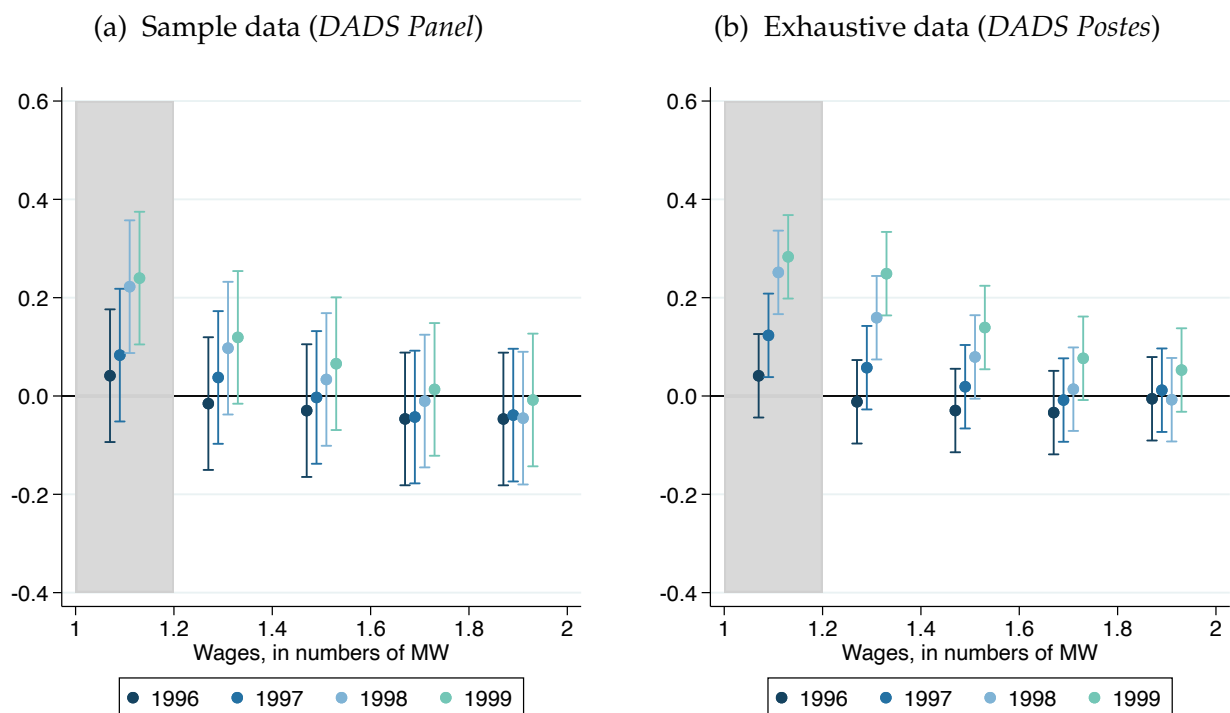 (a) Sample data (DADS Panel)
0.6
0.4
0.2
0.0
-0.2
-0.4
1 1.2 1.4 1.6 1.8 2
Wages, in numbers of MW
1996 1997 1998 1999
(b) Exhaustive data (DADS Postes)
0.6
0.4
0.2
0.0
-0.2
-0.4
1 1.2 1.4 1.6 1.8 2
Wages, in numbers of MW
1996 1997 1998 1999